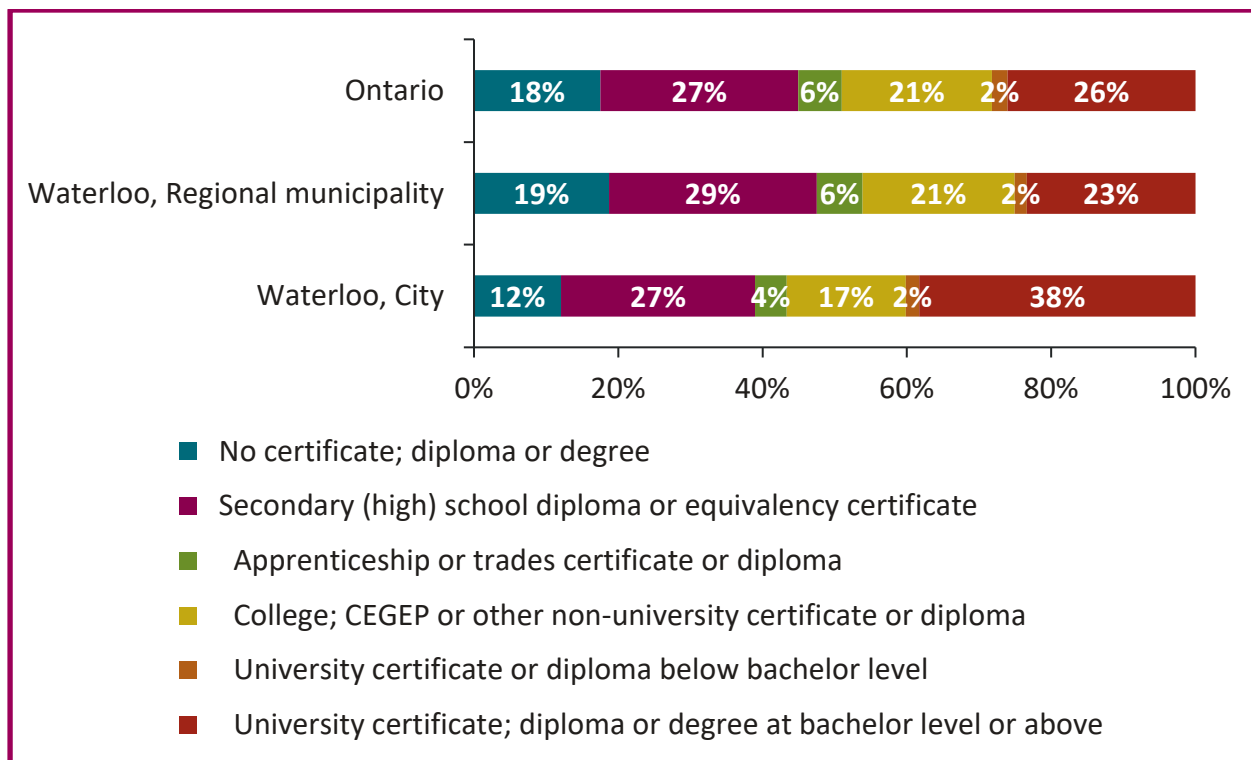 Ontario
18% 27% 6% 21% 2% 26%
Waterloo, Regional municipality
19% 29% 6% 21% 2% 23%
Waterloo, City
12% 27% 4% 17% 2% 38%
0% 20% 40% 60% 80% 100%
No certificate; diploma or degree
Secondary (high) school diploma or equivalency certificate
Apprenticeship or trades certificate or diploma
College; CEGEP or other non-university certificate or diploma
University certificate or diploma below bachelor level
University certificate; diploma or degree at bachelor level or above